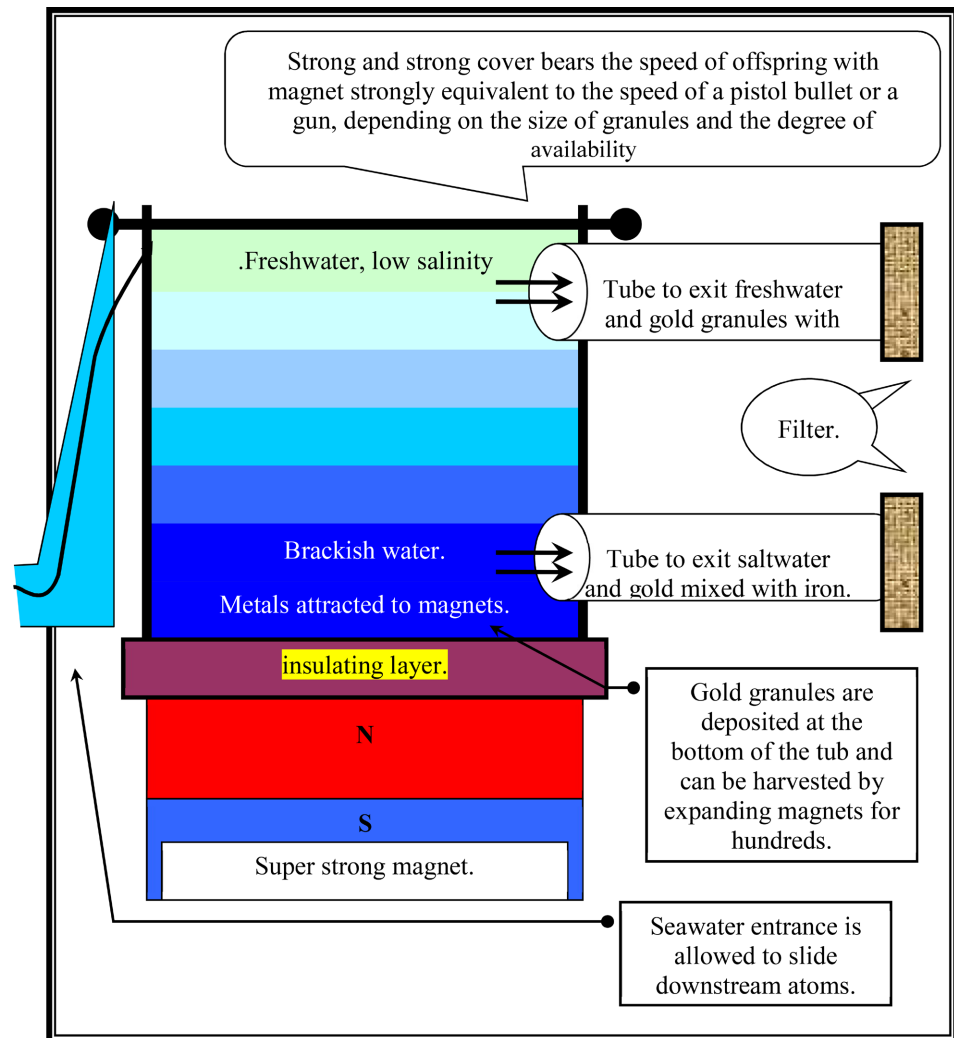 Strong and strong cover bears the speed of offspring with
magnet strongly equivalent to the speed of a pistol bullet or a
gun, depending on the size of granules and the degree of
availability
.Freshwater, low salinity
Tube to exit freshwater
and gold granules with
Filter.
Brackish water.
Metals attracted to magnets.
Tube to exit saltwater
and gold mixed with iron.
insulating layer.
N
S
Super strong magnet.
Gold granules are
deposited at the
bottom of the tub and
can be harvested by
expanding magnets for
hundreds.
Seawater entrance is
allowed to slide
downstream atoms.